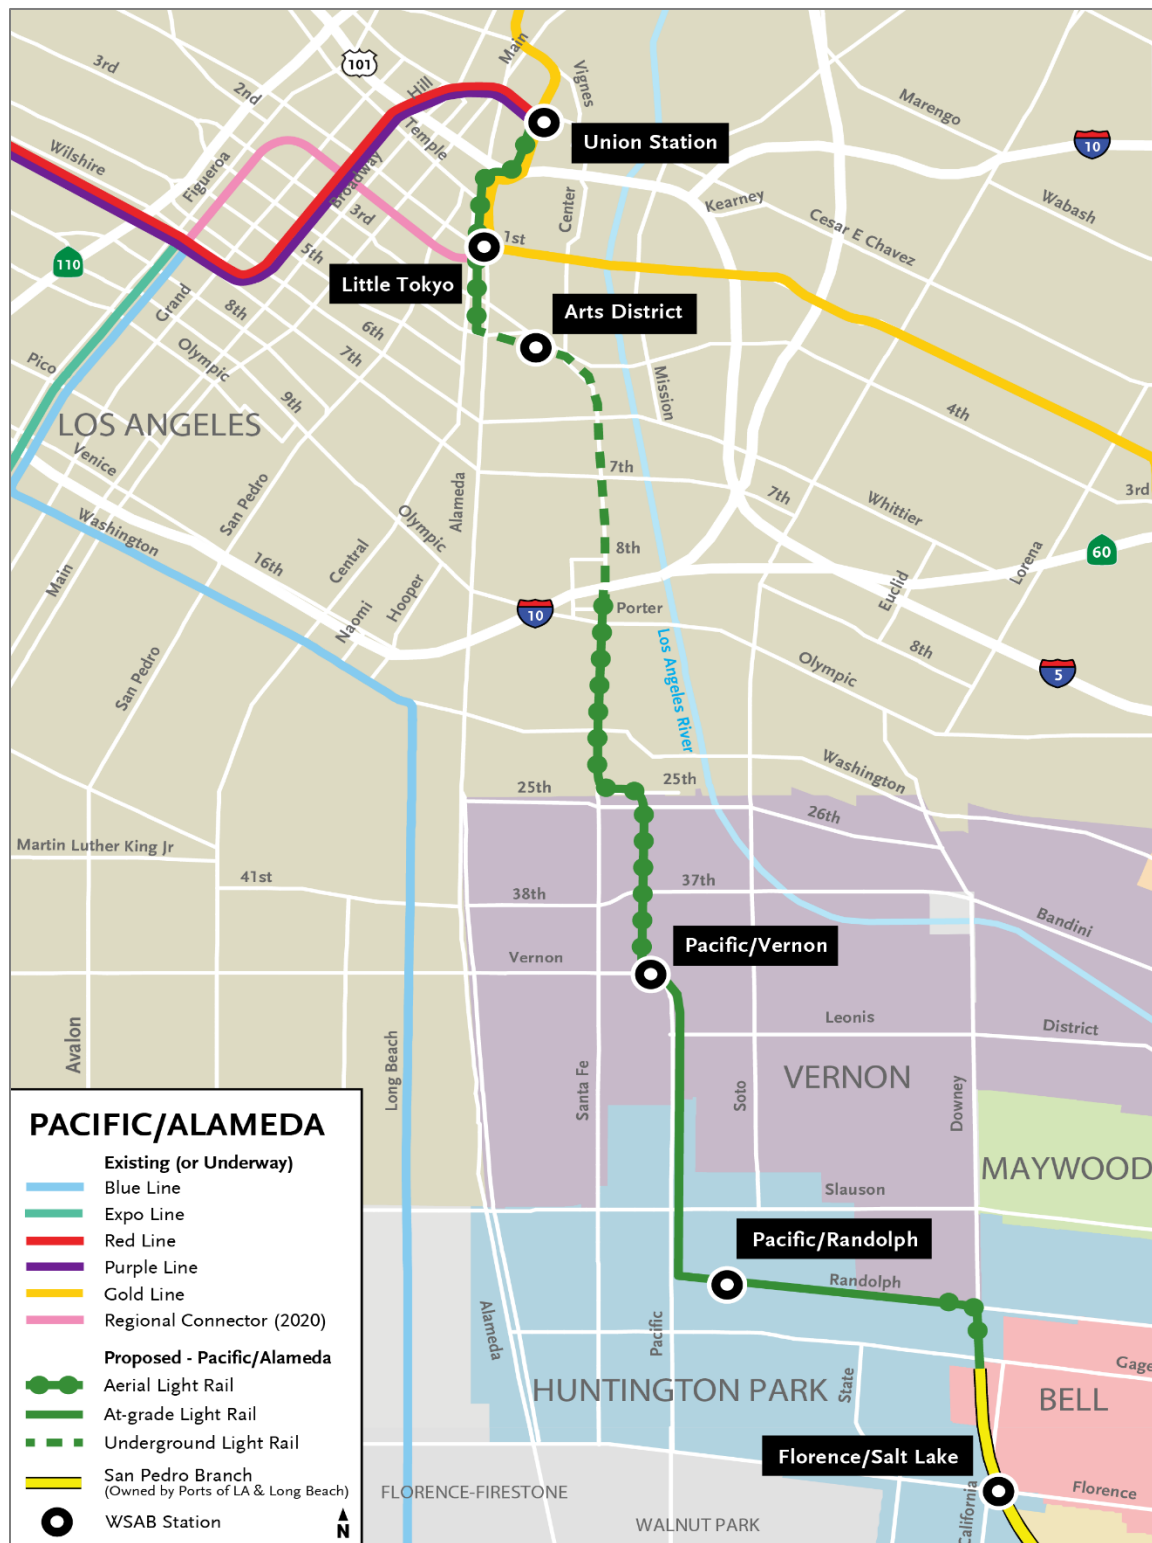 3rd
2nd
101
Hill
Main
Vignes
Temple
Union Station
Marengo
10
Wilshire
Figueroa
Broadway
3rd
Center
Kearney
Cesar E Chavez
Wabash
1st
110
5th
Little Tokyo
Arts District
Grand
8th
6th
7th
Pico
Olympic
9th
Mission
4th
LOS ANGELES
Venice
San Pedro
Alameda
7th
7th
Whittier
3rd
Washington
Olympic
Main
16th
Central
8th
60
Lorena
Naomi
Hooper
10
Porter
Euclid
8th
San Pedro
Los Angeles River
Olympic
5
25th
25th
Washington
26th
Martin Luther King Jr
41st
38th
37th
Bandini
Vernon
Pacific/Vernon
Avalon
Long Beach
Santa Fe
Leonis
District
Soto
VERNON
Downey
MAYWOOD
Slauson
Pacific/Randolph
Randolph
Alameda
Pacific
State
Gage
HUNTINGTON PARK
BELL
Florence/Salt Lake
California
Florence
FLORENCE-FIRESTONE
WALNUT PARK
PACIFIC/ALAMEDA
Existing (or Underway)
Blue Line
Expo Line
Red Line
Purple Line
Gold Line
Regional Connector (2020)
Proposed - Pacific/Alameda
Aerial Light Rail
At-grade Light Rail
Underground Light Rail
San Pedro Branch
(Owned by Ports of LA & Long Beach)
WSAB Station
N